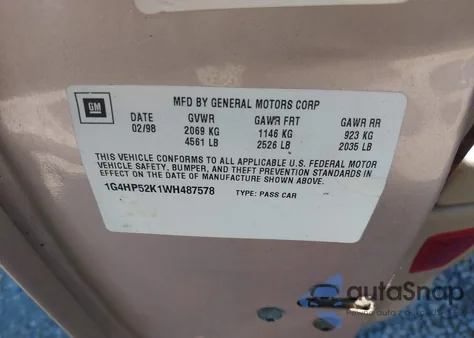 GM
MFD BY GENERAL MOTORS CORP
DATE GVWR GAWR FRT GAWR RR
02/98 2069 KG 1146 KG 923 KG
4561 LB 2526 LB 2035 LB
THIS VEHICLE CONFORMS TO ALL APPLICABLE U.S. FEDERAL MOTOR
VEHICLE SAFETY, BUMPER, AND THEFT PREVENTION STANDARDS IN
EFFECT ON THE DATE OF MANUFACTURE SHOWN ABOVE.
1G4HP52K1WH487578 TYPE: PASS CAR
autaSnap